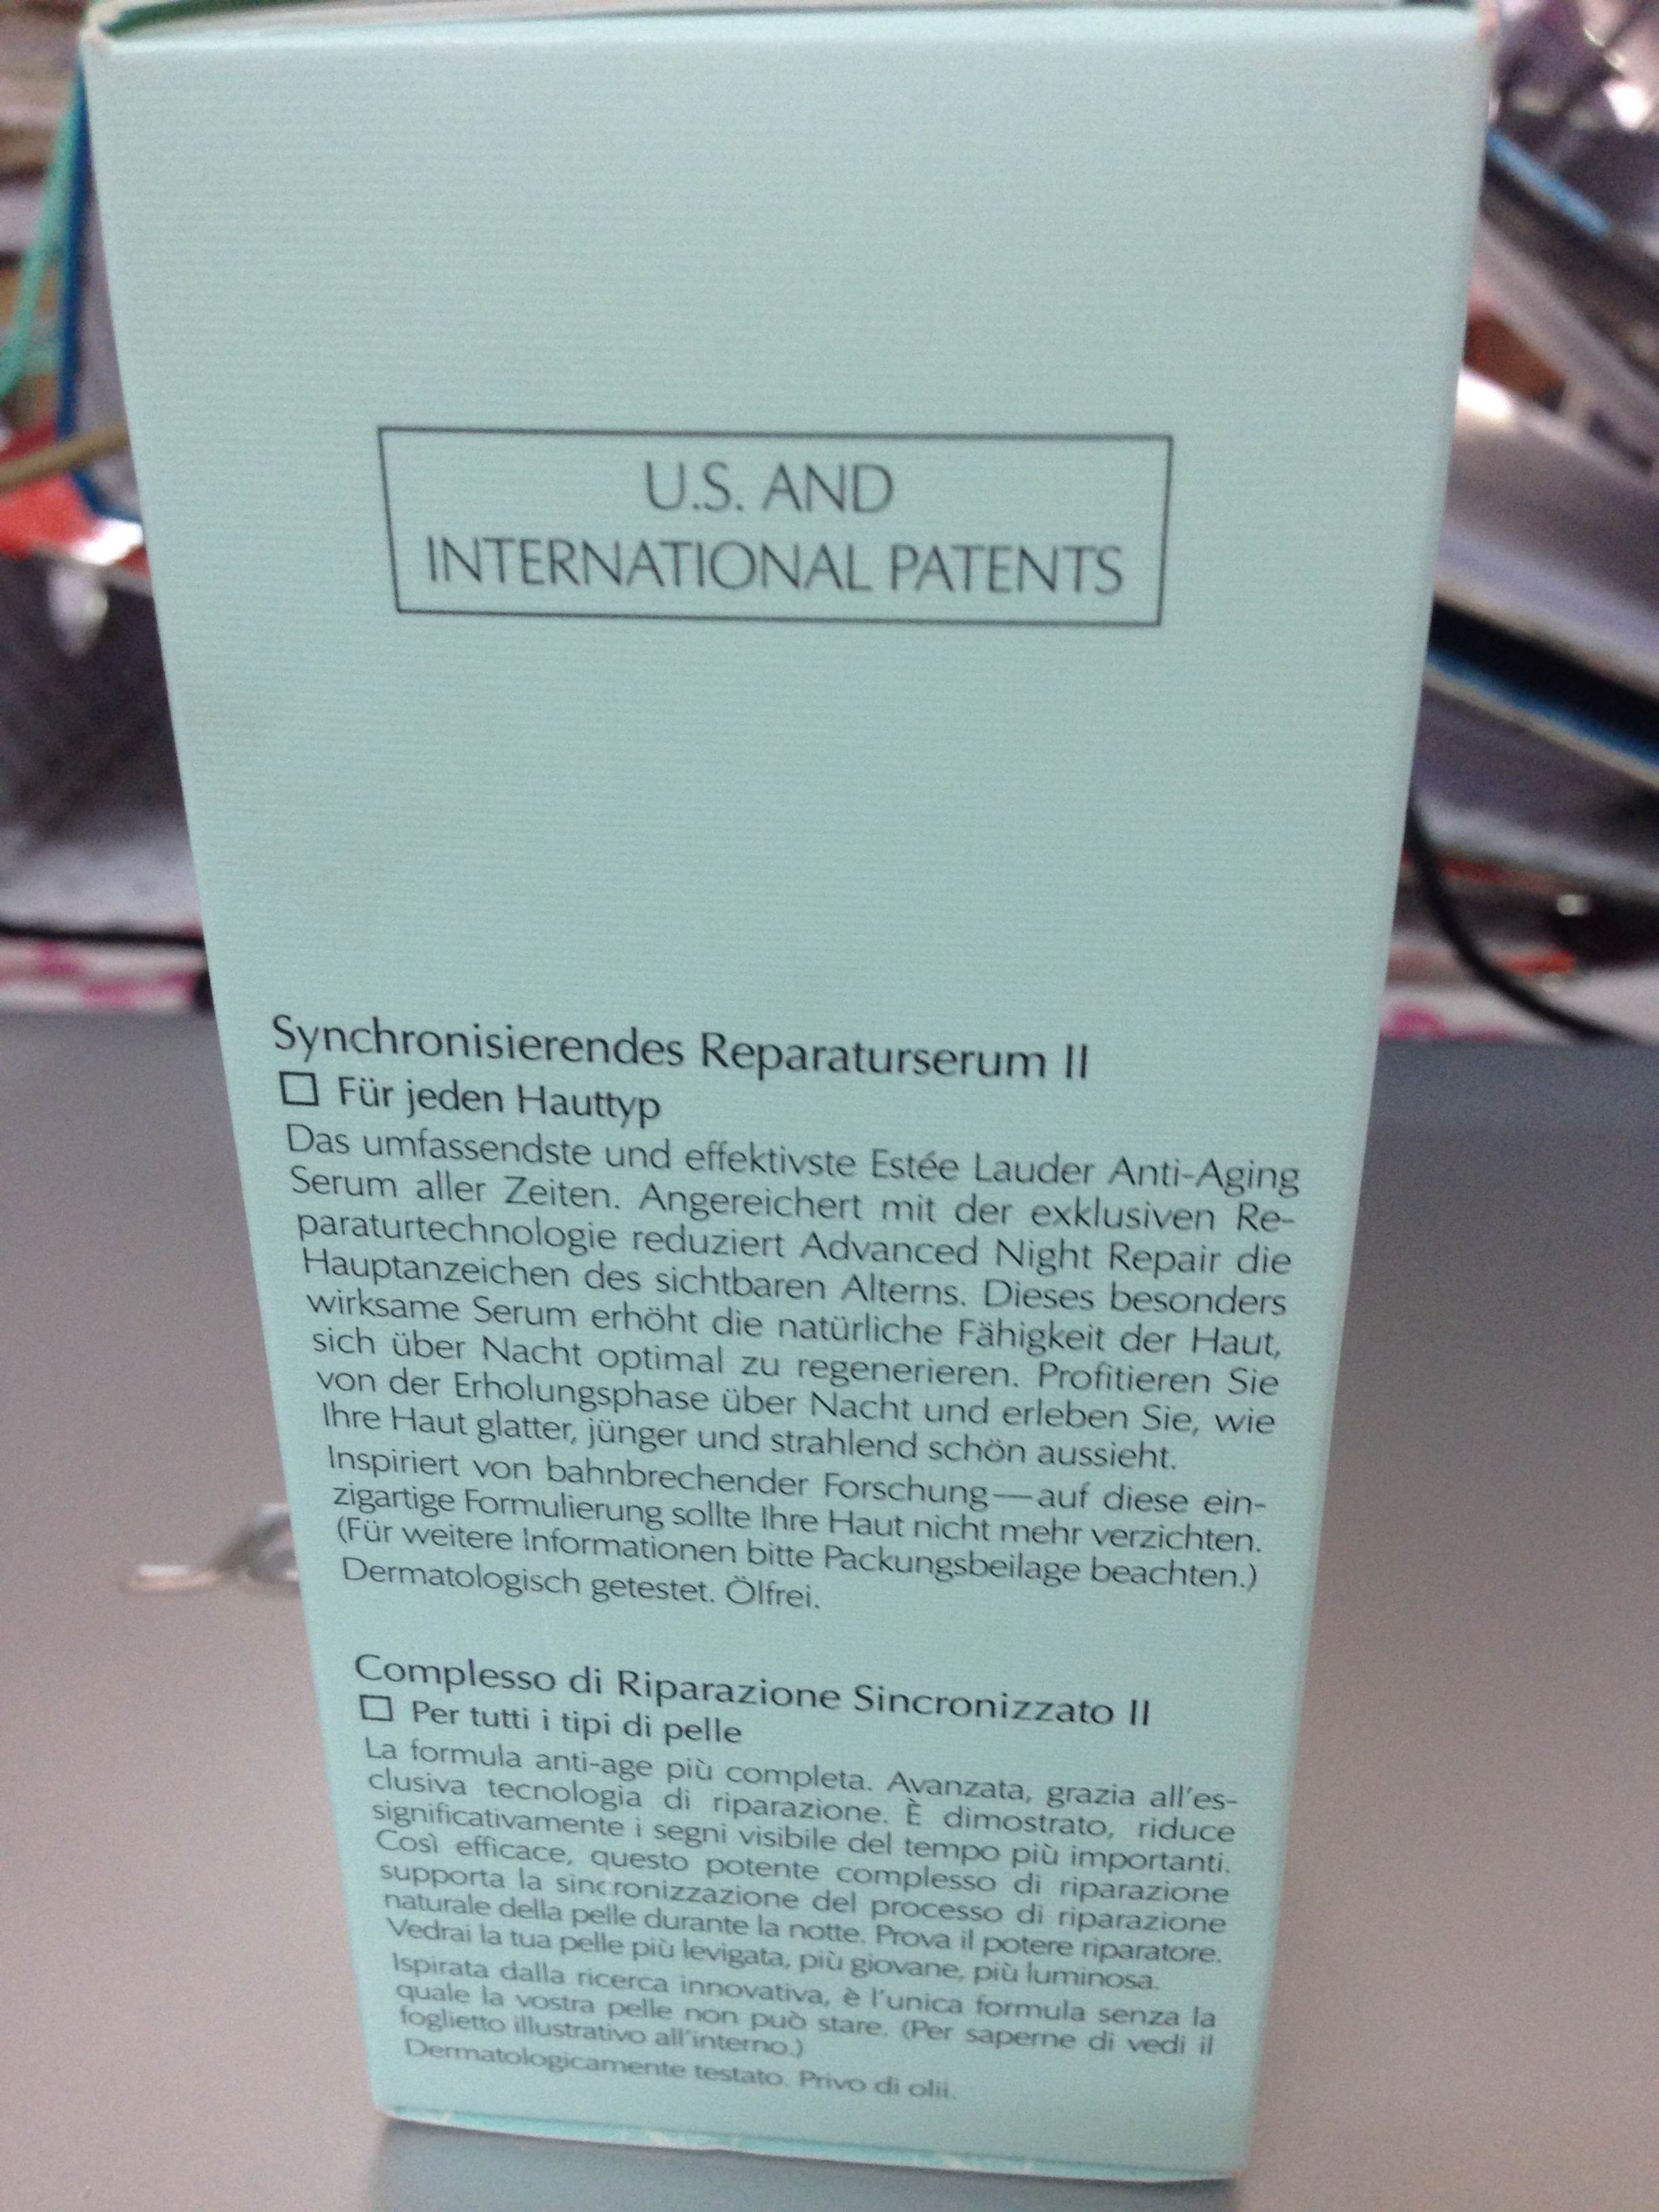 U.S. AND
INTERNATIONAL PATENTS
Synchronisierendes Reparaturserum II
☐ Für jeden Hauttyp
Das umfassendste und effektivste Estée Lauder Anti-Aging
Serum aller Zeiten. Angereichert mit der exklusiven Re-
paraturtechnologie reduziert Advanced Night Repair die
Hauptanzeichen des sichtbaren Alterns. Dieses besonders
wirksame Serum erhöht die natürliche Fähigkeit der Haut,
sich über Nacht optimal zu regenerieren. Profitieren Sie
von der Erholungsphase über Nacht und erleben Sie, wie
Ihre Haut glatter, jünger und strahlend schön aussieht.
Inspiriert von bahnbrechender Forschung—auf diese ein-
zigartige Formulierung sollte Ihre Haut nicht mehr verzichten.
(Für weitere Informationen bitte Packungsbeilage beachten.)
Dermatologisch getestet. Ölfrei.
Complesso di Riparazione Sincronizzato II
☐ Per tutti i tipi di pelle
La formula anti-age più completa. Avanzata, grazia all'es-
clusiva tecnologia di riparazione. È dimostrato, riduce
significativamente i segni visibile del tempo più importanti.
Così efficace, questo potente complesso di riparazione
supporta la sincronizzazione del processo di riparazione
naturale della pelle durante la notte. Prova il potere riparatore.
Vedrai la tua pelle più levigata, più giovane, più luminosa.
Ispirata dalla ricerca innovativa, è l'unica formula senza la
quale la vostra pelle non può stare. (Per saperne di vedi il
foglietto illustrativo all'interno.)
Dermatologicamente testato. Privo di olii.